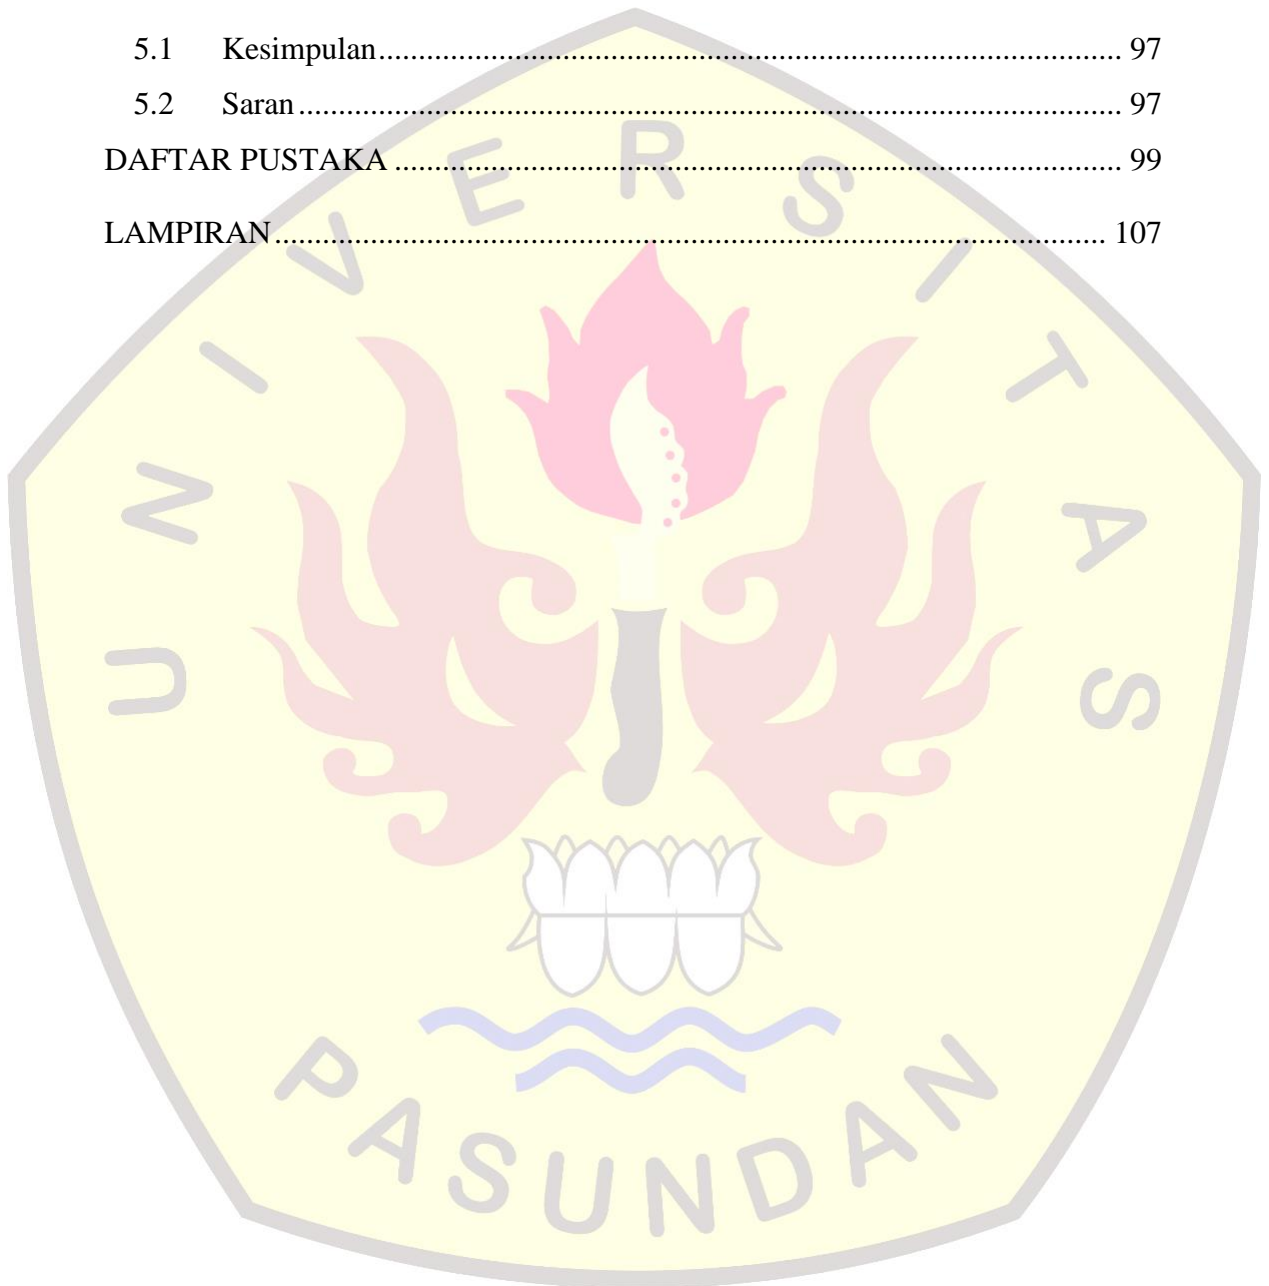 5.1 Kesimpulan........................................................................................... 97
5.2 Saran..................................................................................................... 97
DAFTAR PUSTAKA ......................................................................................... 99
LAMPIRAN...................................................................................................... 107
UNIVERSITAS
PASUNDAN